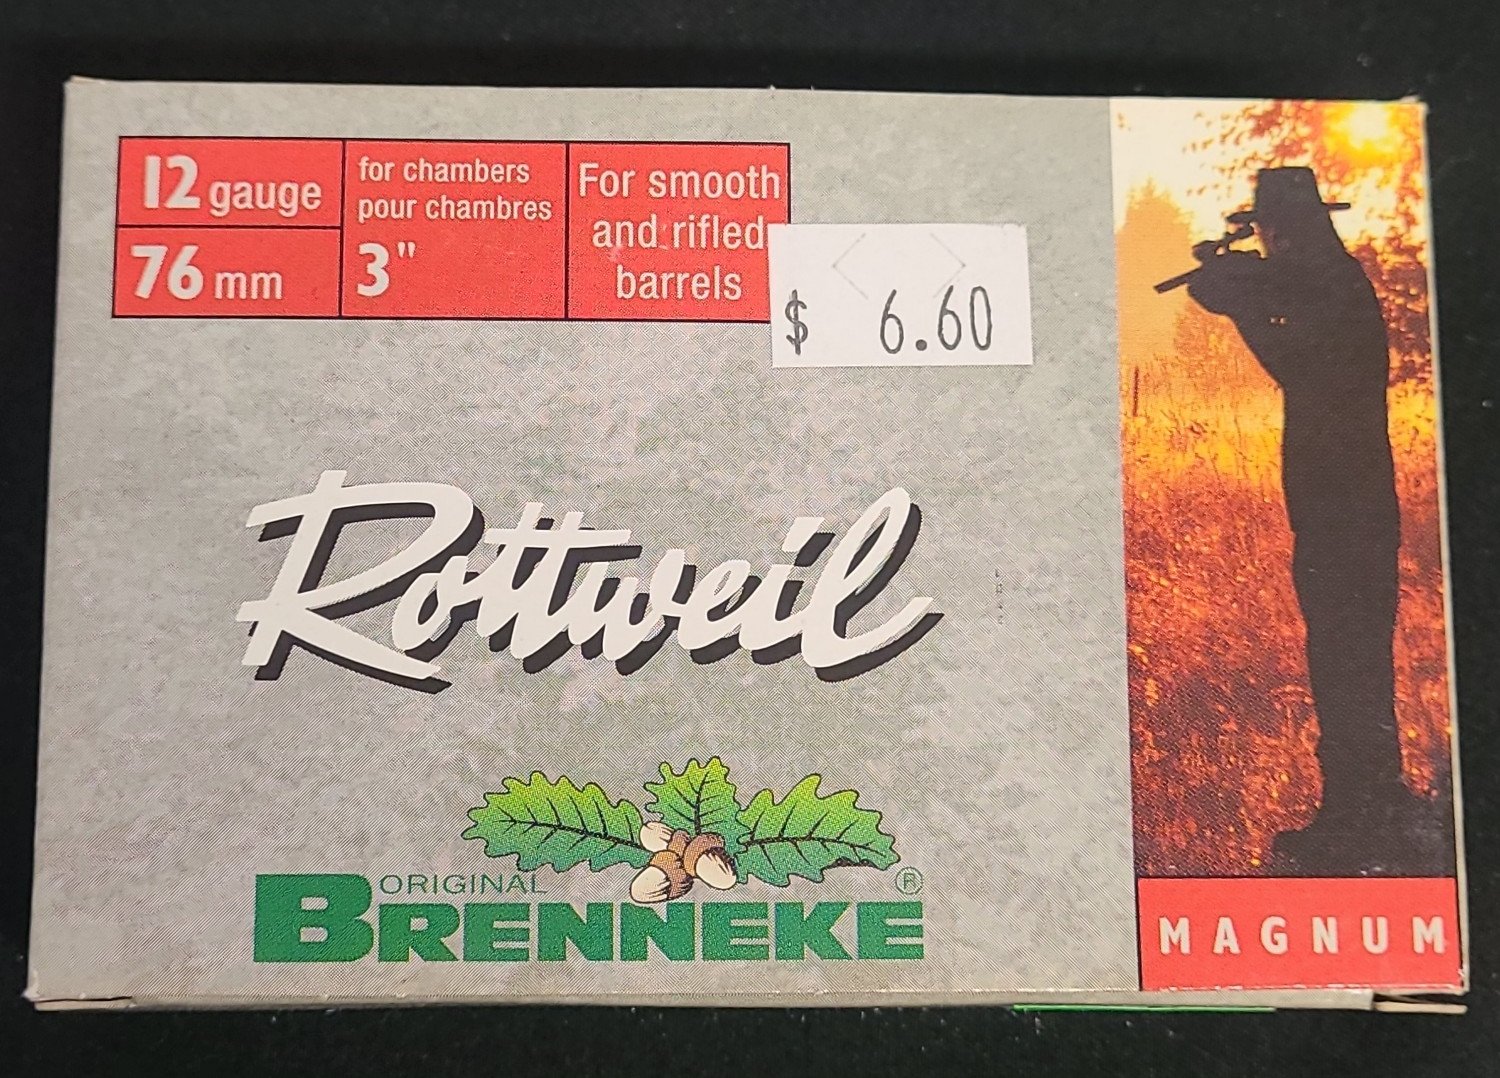 12 gauge
76 mm
for chambers
pour chambres
3"
For smooth
and rifled
barrels
$ 6.60
Rottweil
ORIGINAL
BRENNEKE ®
MAGNUM